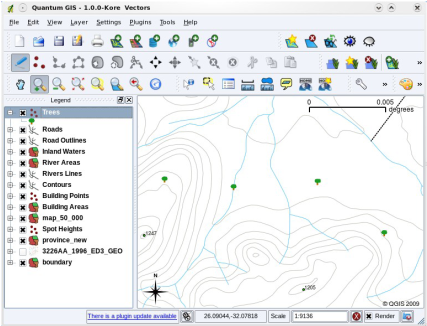 Quantum GIS - 1.0.0-Kore Vectors
File Edit View Layer Settings Plugins Tools Help
Legend
Trees
Roads
Road Outlines
Inland Waters
River Areas
Rivers Lines
Contours
Building Points
Building Areas
map_50_000
Spot Heights
province_new
3226AA_1996_ED3_GEO
boundary
0 0.005
degrees
1247
1205
N
© QGIS 2009
There is a plugin update available 26.09044,-32.07818 Scale 1:9136 Render